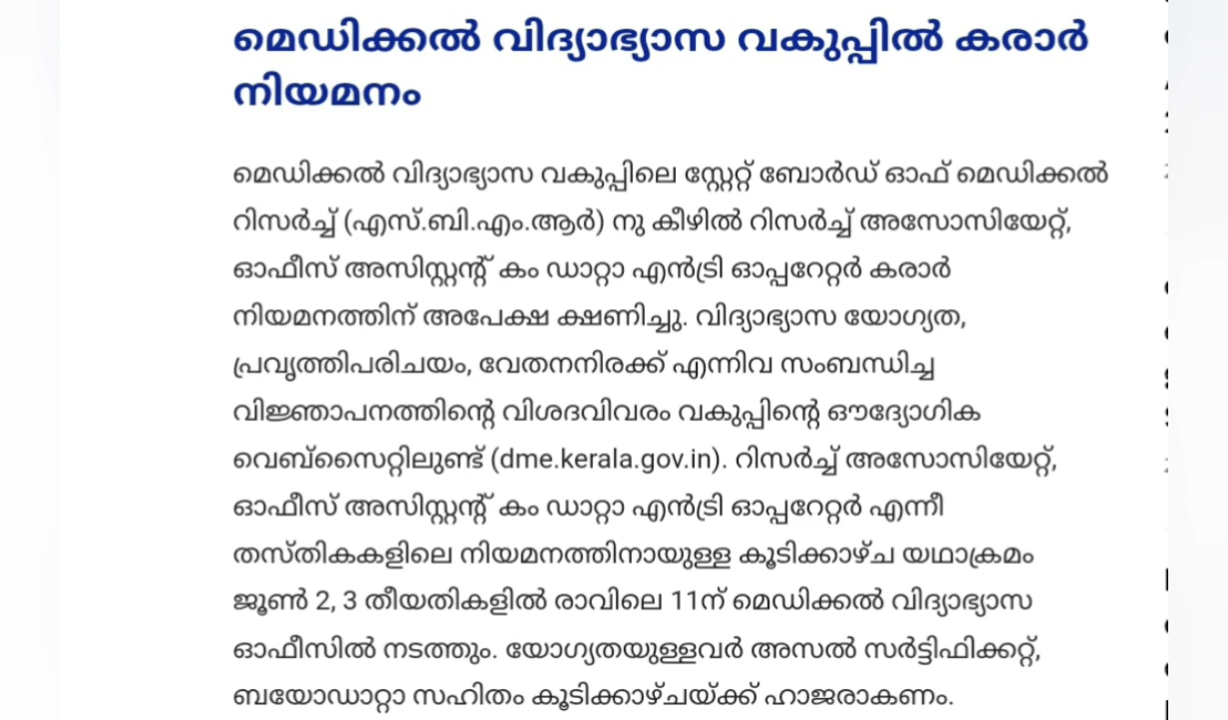 മെഡിക്കൽ വിദ്യാഭ്യാസ വകുപ്പിൽ കരാർ
നിയമനം
മെഡിക്കൽ വിദ്യാഭ്യാസ വകുപ്പിലെ സ്റ്റേറ്റ് ബോർഡ് ഓഫ് മെഡിക്കൽ
റിസർച്ച് (എസ്.ബി.എം.ആർ) നു കീഴിൽ റിസർച്ച് അസോസിയേറ്റ്,
ഓഫീസ് അസിസ്റ്റന്റ് കം ഡാറ്റാ എൻട്രി ഓപ്പറേറ്റർ കരാർ
നിയമനത്തിന് അപേക്ഷ ക്ഷണിച്ചു. വിദ്യാഭ്യാസ യോഗ്യത,
പ്രവൃത്തിപരിചയം, വേതനനിരക്ക് എന്നിവ സംബന്ധിച്ച
വിജ്ഞാപനത്തിന്റെ വിശദവിവരം വകുപ്പിന്റെ ഔദ്യോഗിക
വെബ്സൈറ്റിലുണ്ട് (dme.kerala.gov.in). റിസർച്ച് അസോസിയേറ്റ്,
ഓഫീസ് അസിസ്റ്റന്റ് കം ഡാറ്റാ എൻട്രി ഓപ്പറേറ്റർ എന്നീ
തസ്തികകളിലെ നിയമനത്തിനായുള്ള കൂടിക്കാഴ്ച യഥാക്രമം
ജൂൺ 2, 3 തീയതികളിൽ രാവിലെ 11ന് മെഡിക്കൽ വിദ്യാഭ്യാസ
ഓഫീസിൽ നടത്തും. യോഗ്യതയുള്ളവർ അസൽ സർട്ടിഫിക്കറ്റ്,
ബയോഡാറ്റാ സഹിതം കൂടിക്കാഴ്ചയ്ക്ക് ഹാജരാകണം.